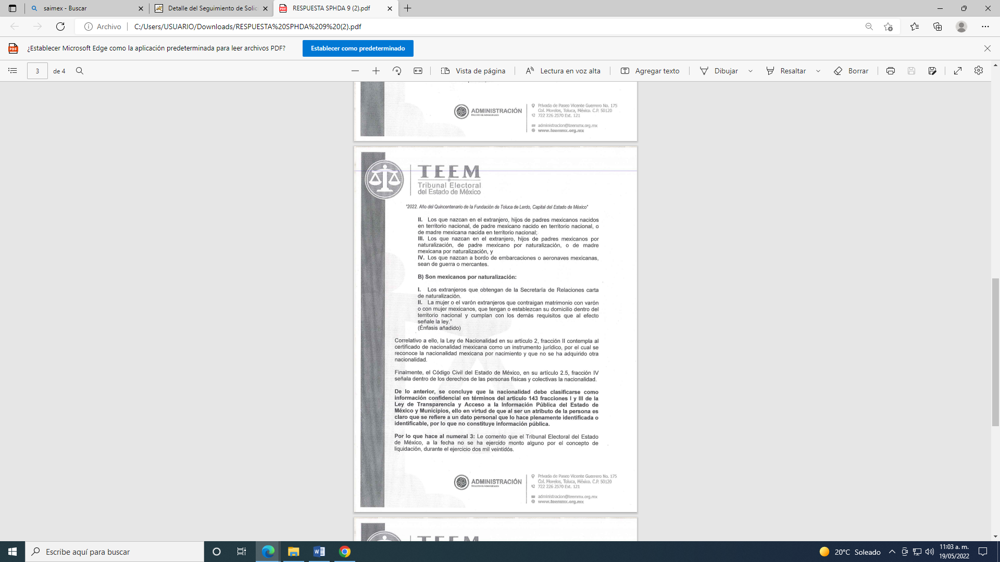 saimex - Buscar
Detalle del Seguimiento de Solic
RESPUESTA SPHDA 9 (2).pdf
Archivo
C:/Users/USUARIO/Downloads/RESPUESTA%20SPHDA%209%20(2).pdf
¿Establecer Microsoft Edge como la aplicación predeterminada para leer archivos PDF?
Establecer como predeterminado
3 de 4
Vista de página
Lectura en voz alta
Agregar texto
Dibujar
Resaltar
Borrar
ADMINISTRACIÓN
Dirección de Administración
Privada de Paseo Vicente Guerrero No. 175
Col. Morelos, Toluca, México. C.P. 50120
722 226 2570 Ext. 121
administracion@teemmx.org.mx
www.teemmx.org.mx
TEEM
Tribunal Electoral
del Estado de México
"2022. Año del Quincentenario de la Fundación de Toluca de Lerdo, Capital del Estado de México"
II. Los que nazcan en el extranjero, hijos de padres mexicanos nacidos
en territorio nacional, de padre mexicano nacido en territorio nacional, o
de madre mexicana nacida en territorio nacional;
III. Los que nazcan en el extranjero, hijos de padres mexicanos por
naturalización, de padre mexicano por naturalización, o de madre
mexicana por naturalización, y
IV. Los que nazcan a bordo de embarcaciones o aeronaves mexicanas,
sean de guerra o mercantes.
B) Son mexicanos por naturalización:
I. Los extranjeros que obtengan de la Secretaría de Relaciones carta
de naturalización.
II. La mujer o el varón extranjeros que contraigan matrimonio con varón
o con mujer mexicanos, que tengan o establezcan su domicilio dentro del
territorio nacional y cumplan con los demás requisitos que al efecto
señale la ley."
(Énfasis añadido)
Correlativo a ello, la Ley de Nacionalidad en su artículo 2, fracción II contempla al
certificado de nacionalidad mexicana como un instrumento jurídico, por el cual se
reconoce la nacionalidad mexicana por nacimiento y que no se ha adquirido otra
nacionalidad.
Finalmente, el Código Civil del Estado de México, en su artículo 2.5, fracción IV
señala dentro de los derechos de las personas físicas y colectivas la nacionalidad.
De lo anterior, se concluye que la nacionalidad debe clasificarse como
información confidencial en términos del artículo 143 fracciones I y III de la
Ley de Transparencia y Acceso a la Información Pública del Estado de
México y Municipios, ello en virtud de que al ser un atributo de la persona es
claro que se refiere a un dato personal que lo hace plenamente identificada o
identificable, por lo que no constituye información pública.
Por lo que hace al numeral 3: Le comento que el Tribunal Electoral del Estado
de México, a la fecha no se ha ejercido monto alguno por el concepto de
liquidación, durante el ejercicio dos mil veintidós.
ADMINISTRACIÓN
Dirección de Administración
Privada de Paseo Vicente Guerrero No. 175
Col. Morelos, Toluca, México. C.P. 50120
722 226 2570 Ext. 121
administracion@teemmx.org.mx
www.teemmx.org.mx
TEEM
Escribe aquí para buscar
20°C Soleado
11:03 a. m.
19/05/2022